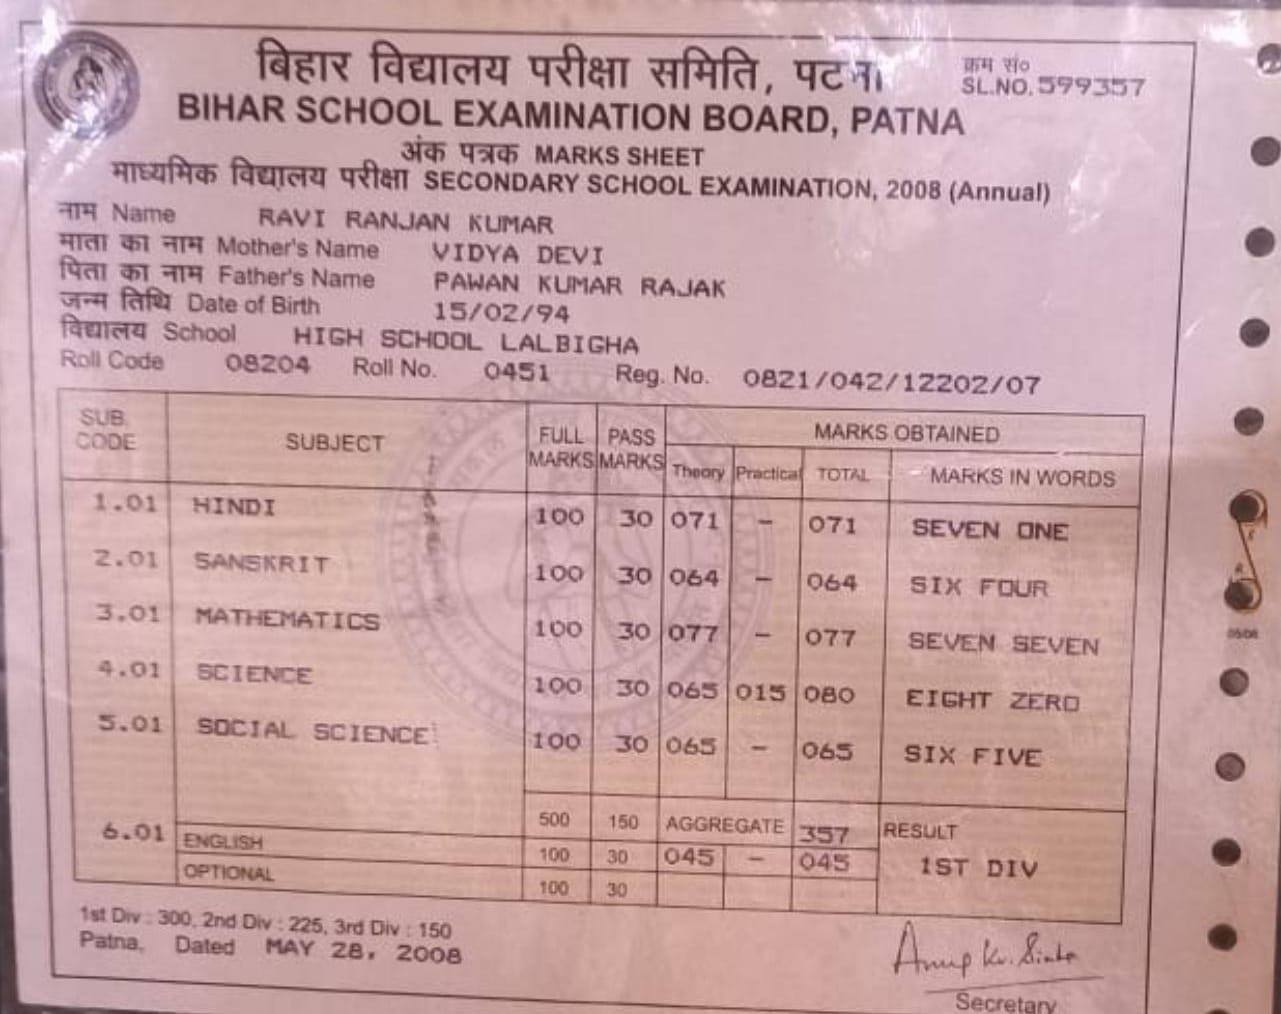 बिहार विद्यालय परीक्षा समिति, पटना
क्रम सं०
SL.NO. 599357
BIHAR SCHOOL EXAMINATION BOARD, PATNA
अंक पत्रक MARKS SHEET
माध्यमिक विद्यालय परीक्षा SECONDARY SCHOOL EXAMINATION, 2008 (Annual)
नाम Name RAVI RANJAN KUMAR
माता का नाम Mother's Name VIDYA DEVI
पिता का नाम Father's Name PAWAN KUMAR RAJAK
जन्म तिथि Date of Birth 15/02/94
विद्यालय School HIGH SCHOOL LALBIGHA
Roll Code 08204 Roll No. 0451 Reg. No. 0821/042/12202/07
SUB. CODE SUBJECT FULL MARKS PASS MARKS MARKS OBTAINED
Theory Practical TOTAL MARKS IN WORDS
1.01 HINDI 100 30 071 - 071 SEVEN ONE
2.01 SANSKRIT 100 30 064 - 064 SIX FOUR
3.01 MATHEMATICS 100 30 077 - 077 SEVEN SEVEN
4.01 SCIENCE 100 30 065 015 080 EIGHT ZERO
5.01 SOCIAL SCIENCE 100 30 065 - 065 SIX FIVE
500 150 AGGREGATE 357 RESULT
6.01 ENGLISH 100 30 045 - 045 1ST DIV
OPTIONAL 100 30
1st Div : 300, 2nd Div : 225, 3rd Div : 150
Patna, Dated MAY 28, 2008
Anup Kr. Sinha
Secretary